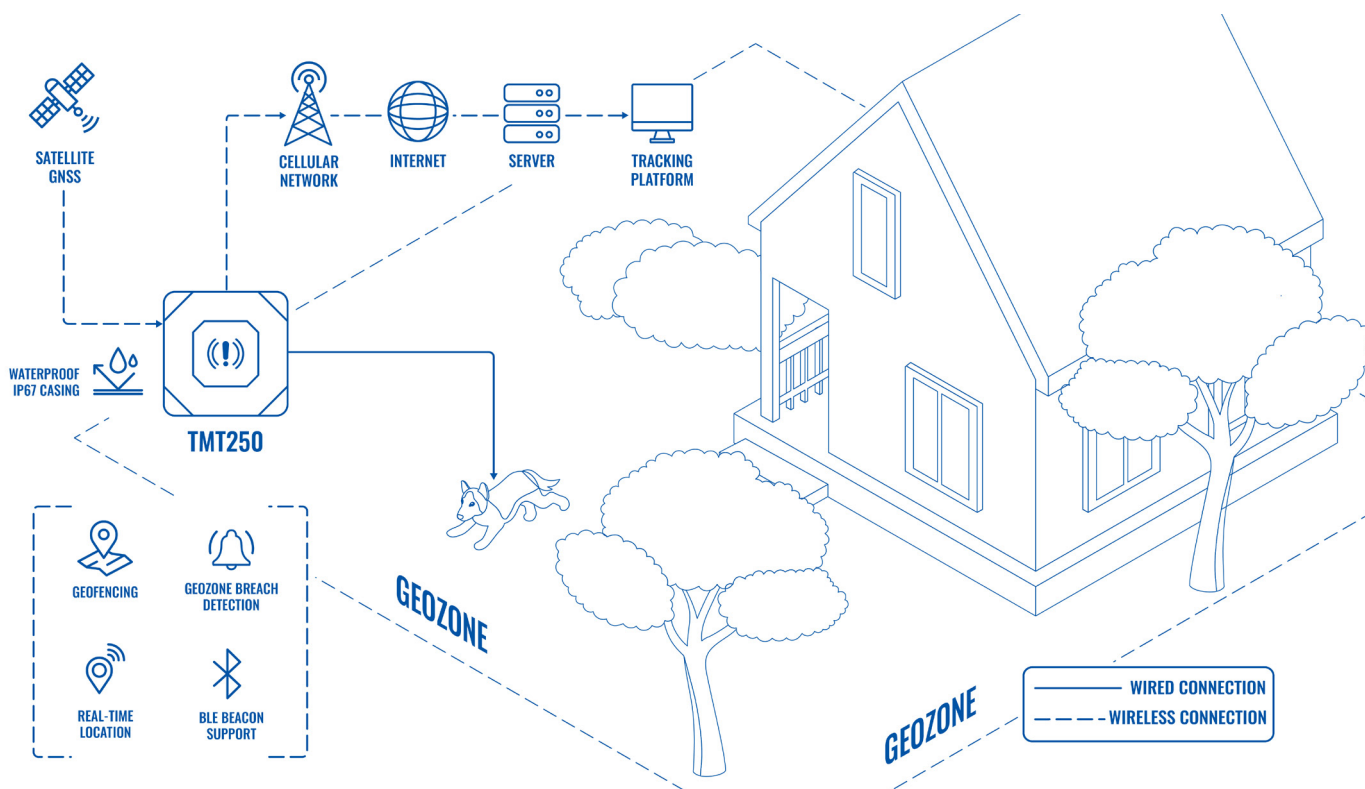 SATELLITE
GNSS
CELLULAR
NETWORK
INTERNET
SERVER
TRACKING
PLATFORM
WATERPROOF
IP67 CASING
TMT250
GEOFENCING
GEOZONE BREACH
DETECTION
REAL-TIME
LOCATION
BLE BEACON
SUPPORT
GEOZONE
GEOZONE
WIRED CONNECTION
WIRELESS CONNECTION